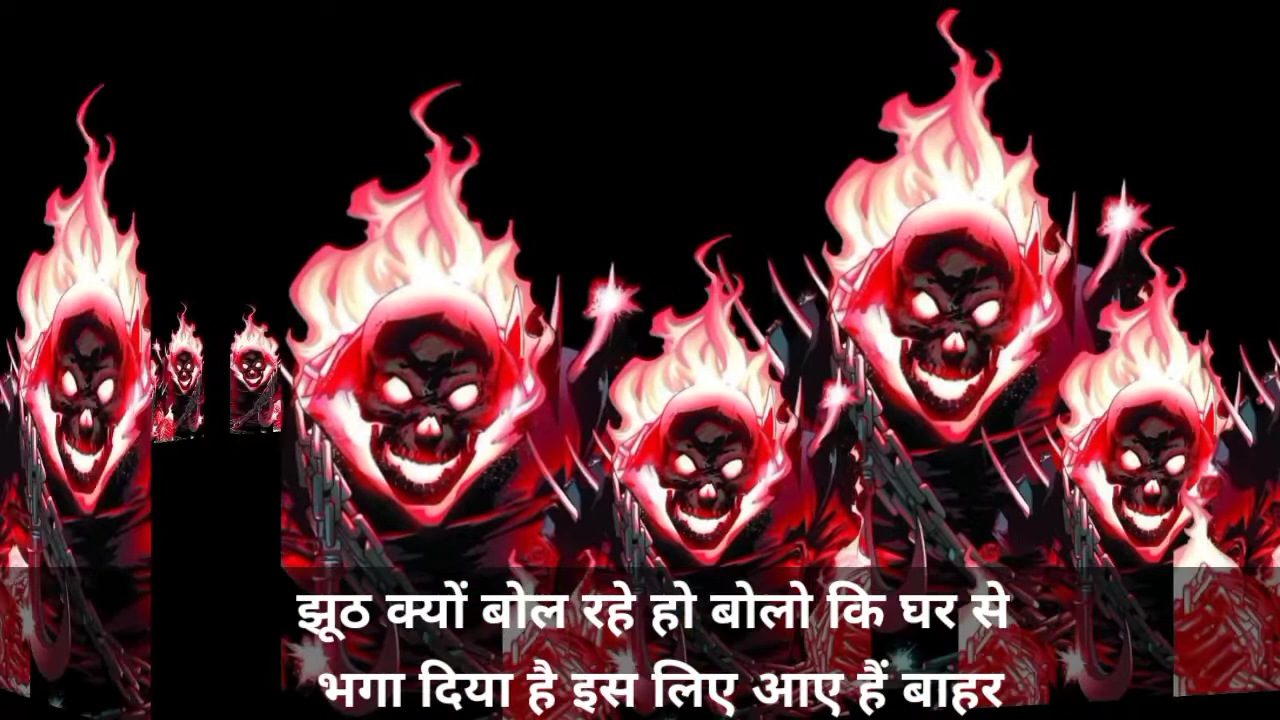 झूठ क्यों बोल रहे हो बोलो कि घर से
भगा दिया है इस लिए आए हैं बाहर